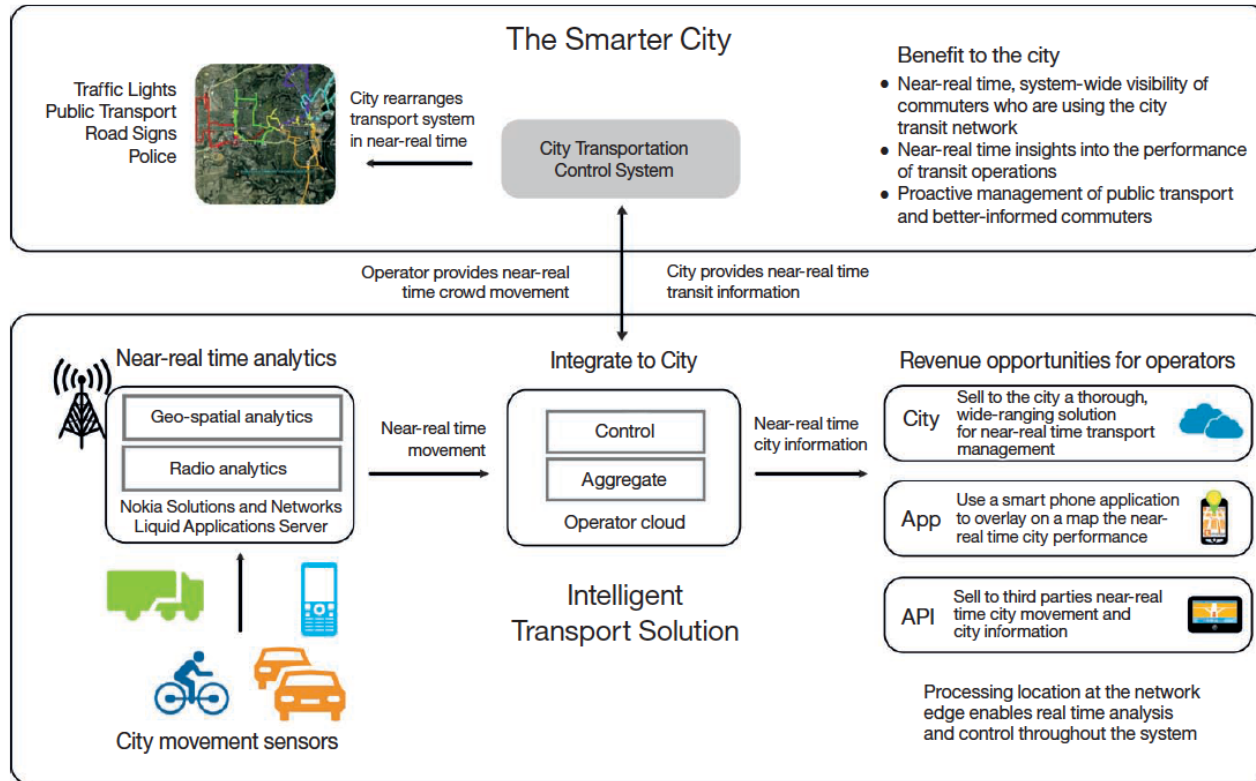 The Smarter City
Traffic Lights
Public Transport
Road Signs
Police
City rearranges
transport system
in near-real time
City Transportation
Control System
Benefit to the city
● Near-real time, system-wide visibility of
commuters who are using the city
transit network
● Near-real time insights into the performance
of transit operations
● Proactive management of public transport
and better-informed commuters
Operator provides near-real
time crowd movement
City provides near-real time
transit information
Near-real time analytics
Geo-spatial analytics
Radio analytics
Nokia Solutions and Networks
Liquid Applications Server
City movement sensors
Near-real time
movement
Integrate to City
Control
Aggregate
Operator cloud
Intelligent
Transport Solution
Near-real time
city information
Revenue opportunities for operators
City
Sell to the city a thorough,
wide-ranging solution
for near-real time transport
management
App
Use a smart phone application
to overlay on a map the near-
real time city performance
API
Sell to third parties near-real
time city movement and
city information
Processing location at the network
edge enables real time analysis
and control throughout the system